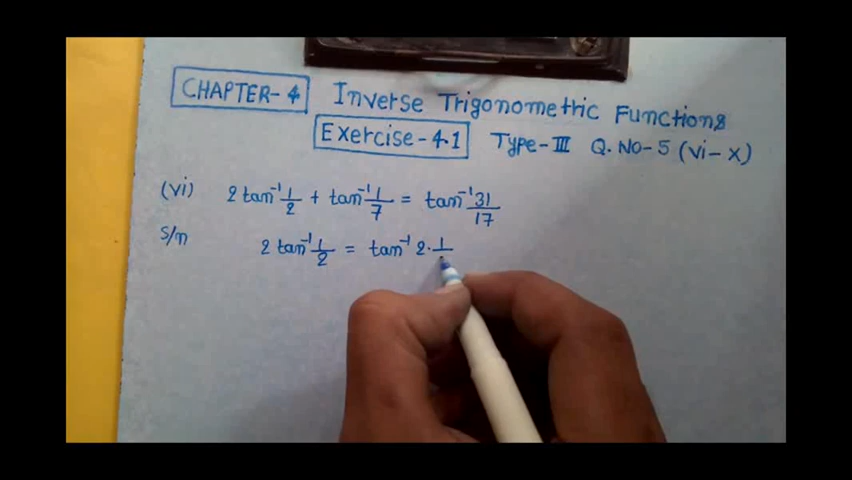 CHAPTER-4 Inverse Trigonometric Functions
Exercise-4.1 Type-III Q.No-5 (vi-x)
(vi) 2 tan⁻¹ 1/2 + tan⁻¹ 1/7 = tan⁻¹ 31/17
S/n 2 tan⁻¹ 1/2 = tan⁻¹ 2·1/